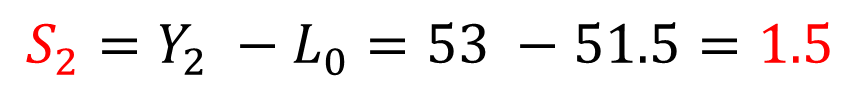 S₂ = Y₂ − L₀ = 53 − 51.5 = 1.5